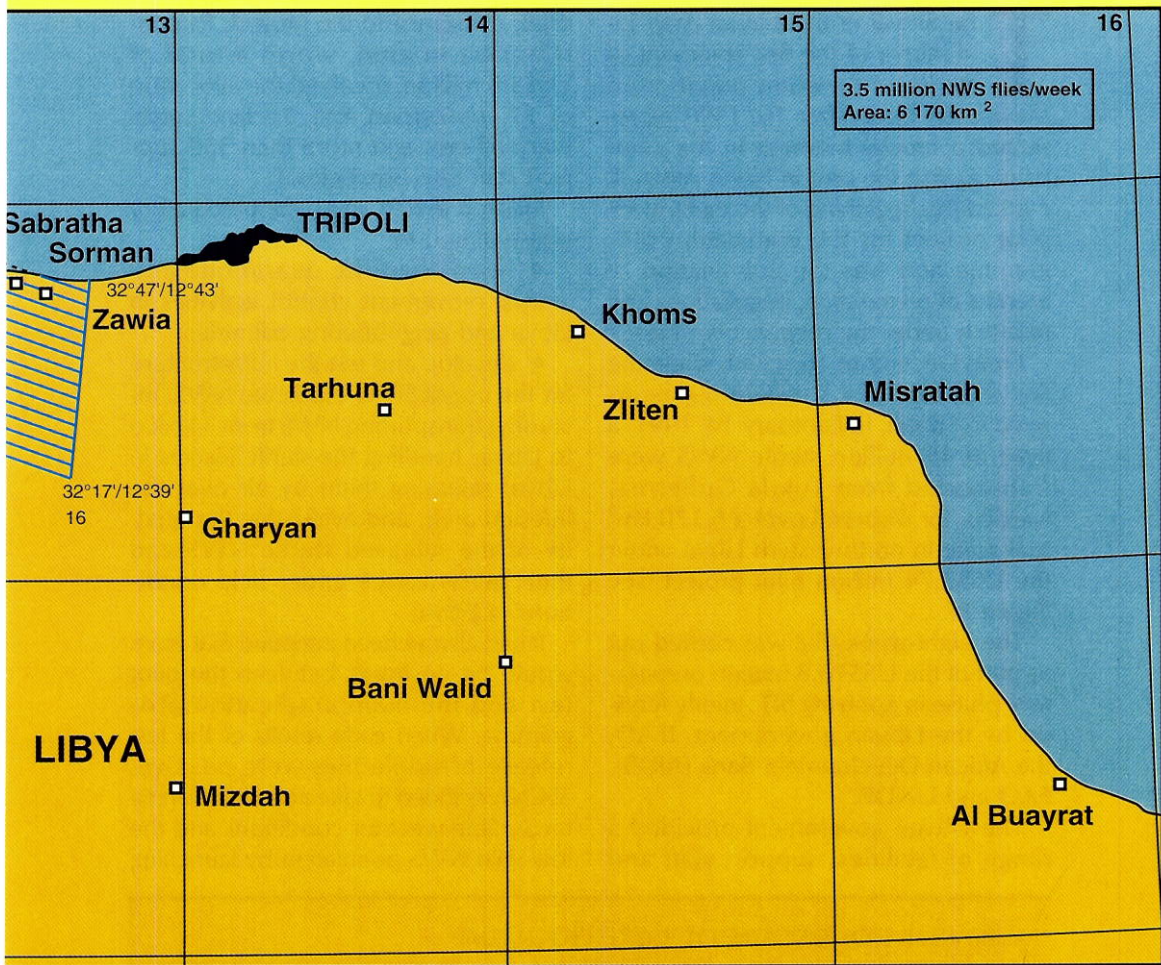 13
14
15
16
3.5 million NWS flies/week
Area: 6 170 km ²
Sabratha
TRIPOLI
Sorman
32°47'/12°43'
Zawia
Khoms
Tarhuna
Zliten
Misratah
32°17'/12°39'
16
Gharyan
Bani Walid
LIBYA
Mizdah
Al Buayrat